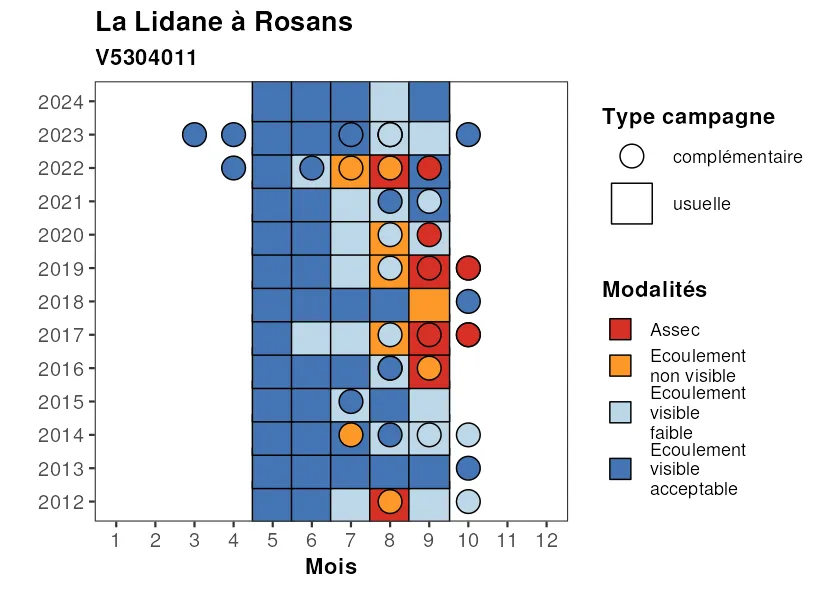 La Lidane à Rosans
V5304011
2024
2023
2022
2021
2020
2019
2018
2017
2016
2015
2014
2013
2012
1 2 3 4 5 6 7 8 9 10 11 12
Mois
Type campagne
complémentaire
usuelle
Modalités
Assec
Ecoulement
non visible
Ecoulement
visible
faible
Ecoulement
visible
acceptable